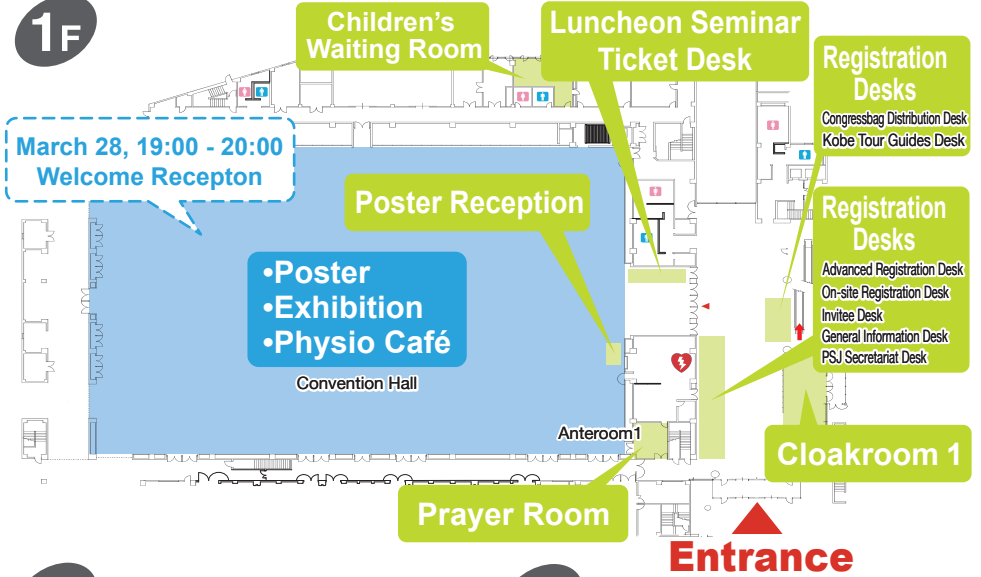 1F
Children's
Waiting Room
Luncheon Seminar
Ticket Desk
Registration
Desks
Congressbag Distribution Desk
Kobe Tour Guides Desk
March 28, 19:00 - 20:00
Welcome Recepton
Poster Reception
Registration
Desks
Advanced Registration Desk
On-site Registration Desk
Invitee Desk
General Information Desk
PSJ Secretariat Desk
•Poster
•Exhibition
•Physio Café
Convention Hall
Anteroom1
Cloakroom 1
Prayer Room
Entrance